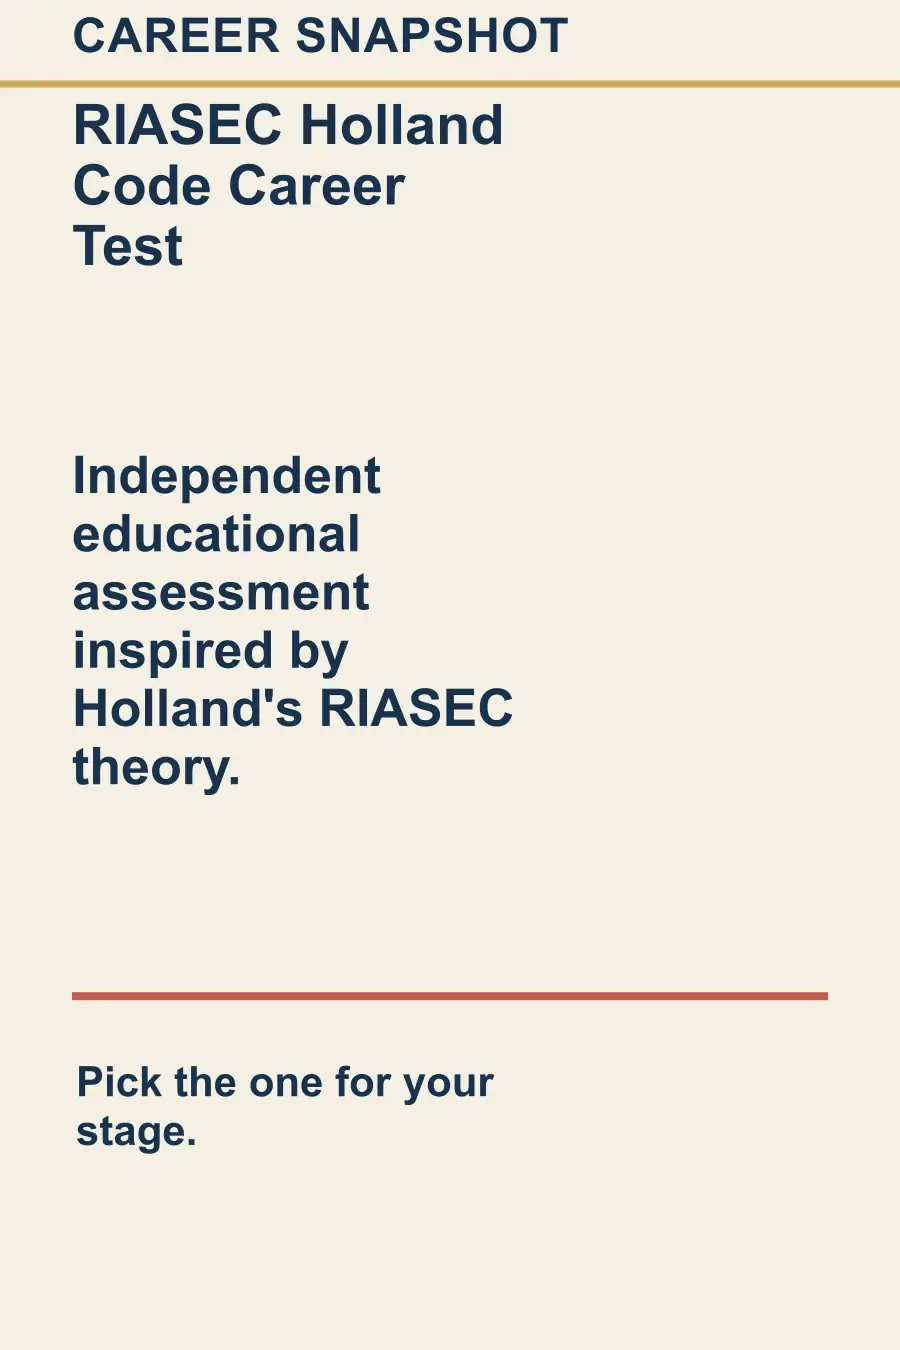 CAREER SNAPSHOT
RIASEC Holland
Code Career
Test
Independent
educational
assessment
inspired by
Holland's RIASEC
theory.
Pick the one for your
stage.